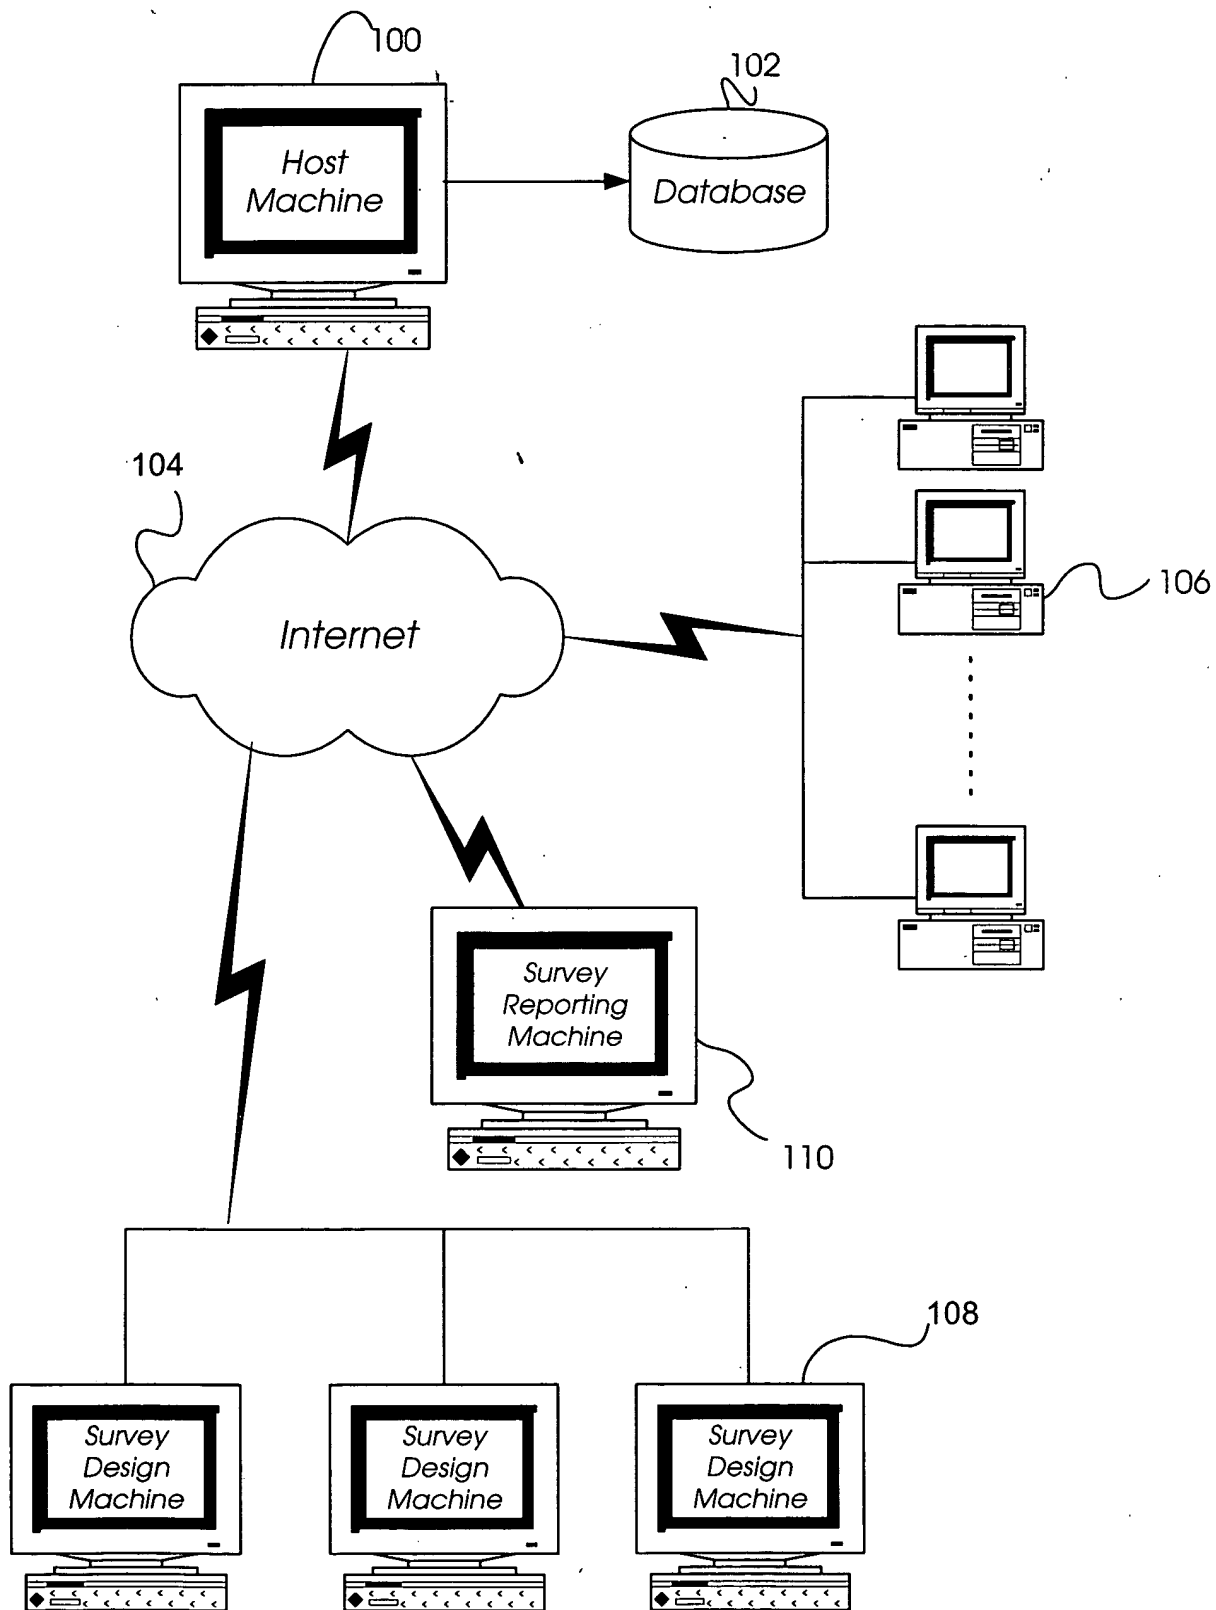 100
102
Host
Machine
Database
104
106
Internet
Survey
Reporting
Machine
110
108
Survey
Design
Machine
Survey
Design
Machine
Survey
Design
Machine